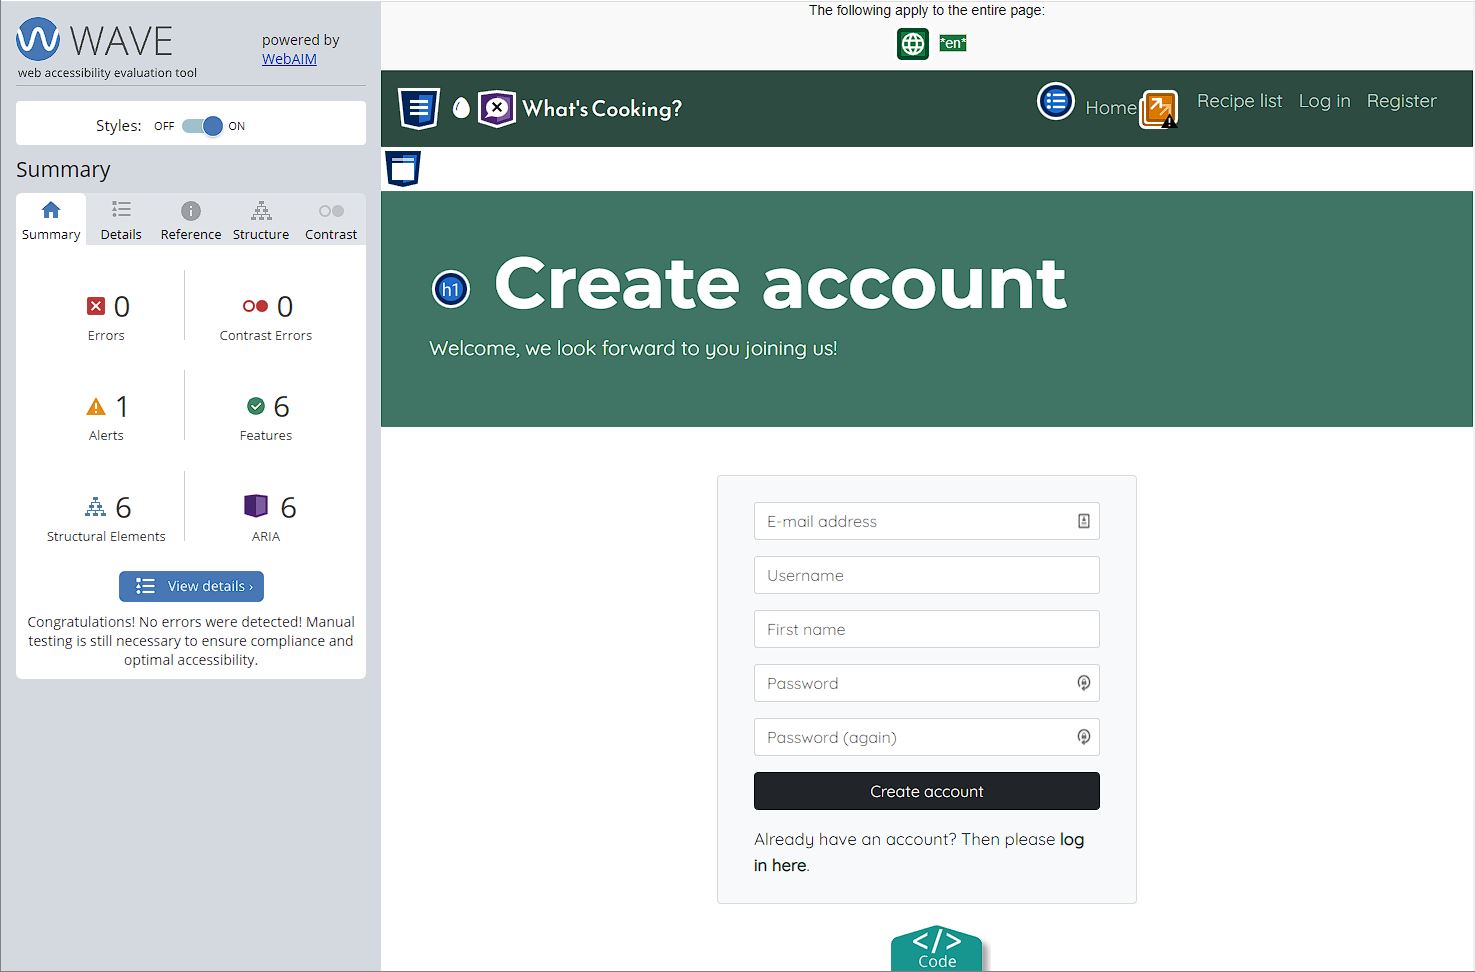 The following apply to the entire page:
*en*
WAVE
web accessibility evaluation tool
powered by
WebAIM
Styles: OFF ON
Summary
Summary Details Reference Structure Contrast
0
Errors
0
Contrast Errors
1
Alerts
6
Features
6
Structural Elements
6
ARIA
View details ›
Congratulations! No errors were detected! Manual
testing is still necessary to ensure compliance and
optimal accessibility.
What's Cooking?
Home Recipe list Log in Register
h1 Create account
Welcome, we look forward to you joining us!
E-mail address
Username
First name
Password
Password (again)
Create account
Already have an account? Then please log
in here.
</>
Code